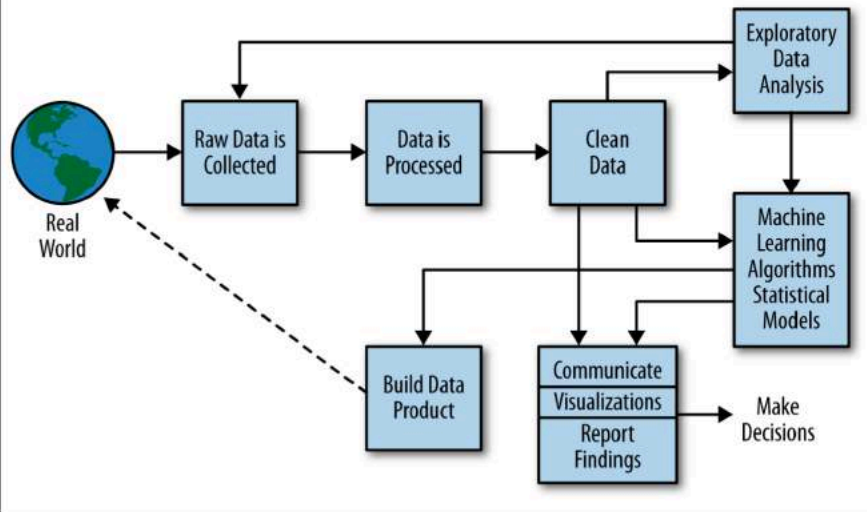 Exploratory
Data
Analysis
Raw Data is
Collected
Data is
Processed
Clean
Data
Real
World
Machine
Learning
Algorithms
Statistical
Models
Build Data
Product
Communicate
Visualizations
Report
Findings
Make
Decisions